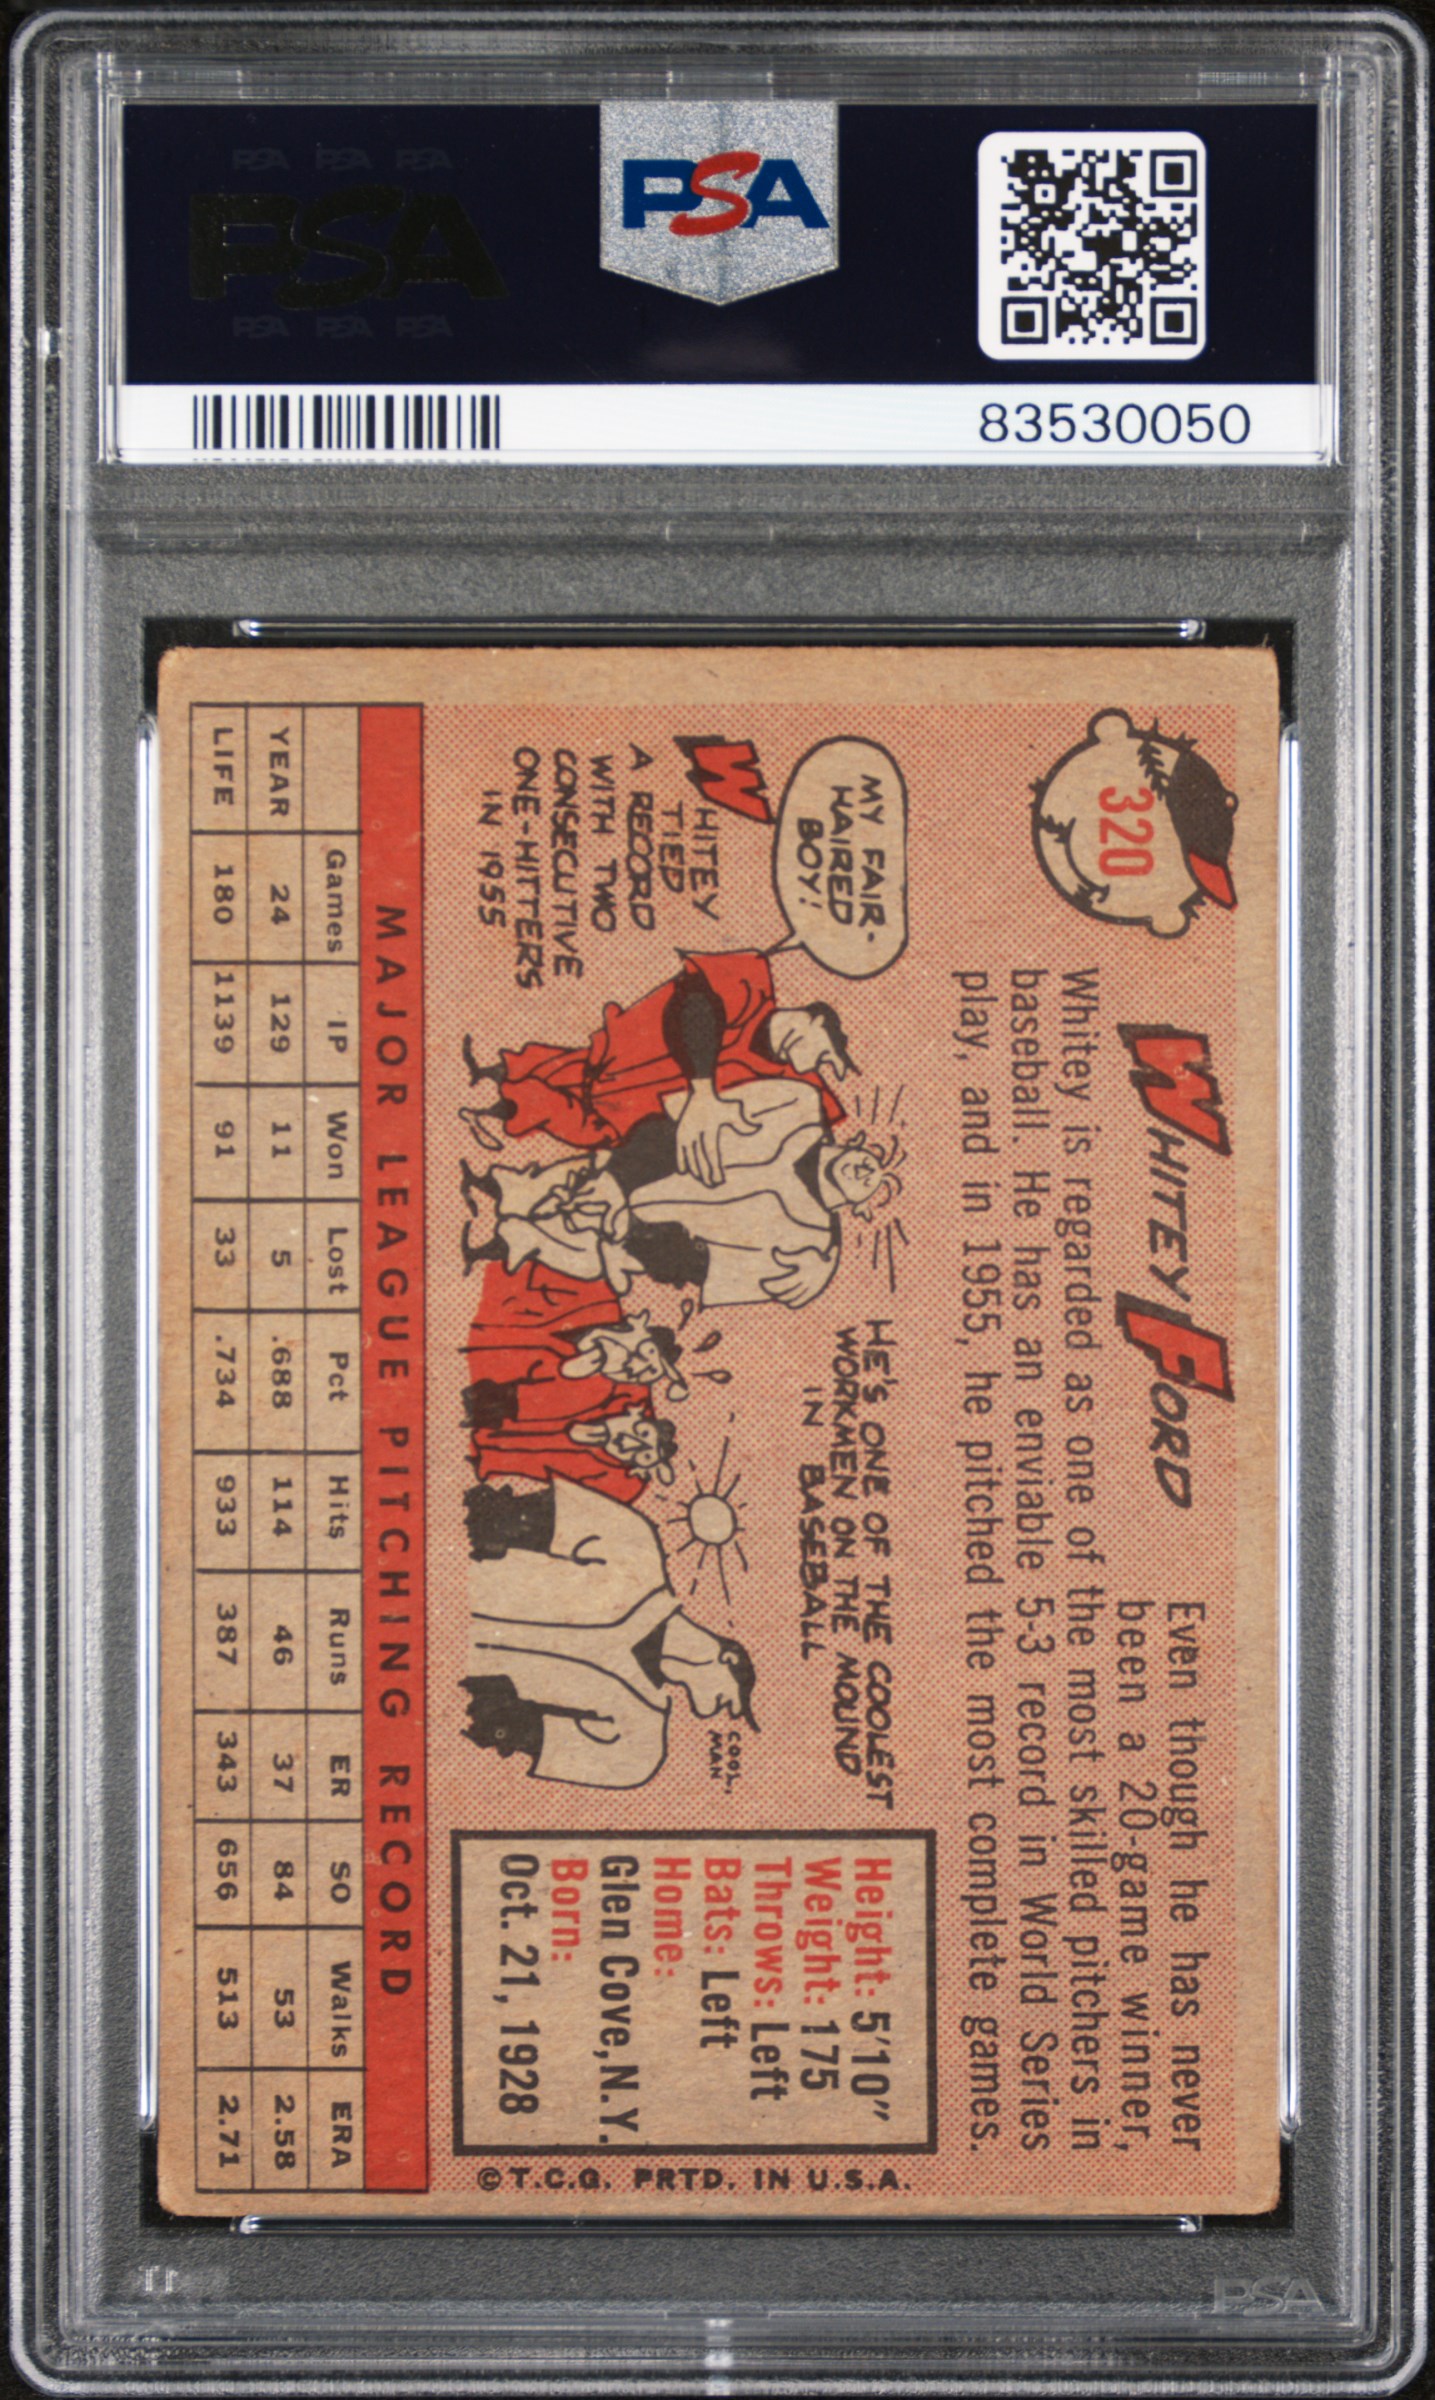 PSA PSA PSA
PSA
PSA PSA PSA
PSA
83530050
320
WHITEY FORD
Even though he has never
been a 20-game winner,
Whitey is regarded as one of the most skilled pitchers in
baseball. He has an enviable 5-3 record in World Series
play, and in 1955, he pitched the most complete games.
MY FAIR-
HAIRED
BOY!
WHITEY
TIED
A RECORD
WITH TWO
CONSECUTIVE
ONE-HITTERS
IN 1955
HE'S ONE OF THE COOLEST
WORKMEN ON THE MOUND
IN BASEBALL
COOL,
MAN
Height: 5'10"
Weight: 175
Throws: Left
Bats: Left
Home:
Glen Cove, N.Y.
Born:
Oct. 21, 1928
©T.C.G. PRTD. IN U.S.A.
MAJOR LEAGUE PITCHING RECORD
Games IP Won Lost Pct Hits Runs ER SO Walks ERA
YEAR 24 129 11 5 .688 114 46 37 84 53 2.58
LIFE 180 1139 91 33 .734 933 387 343 656 513 2.71
PSA